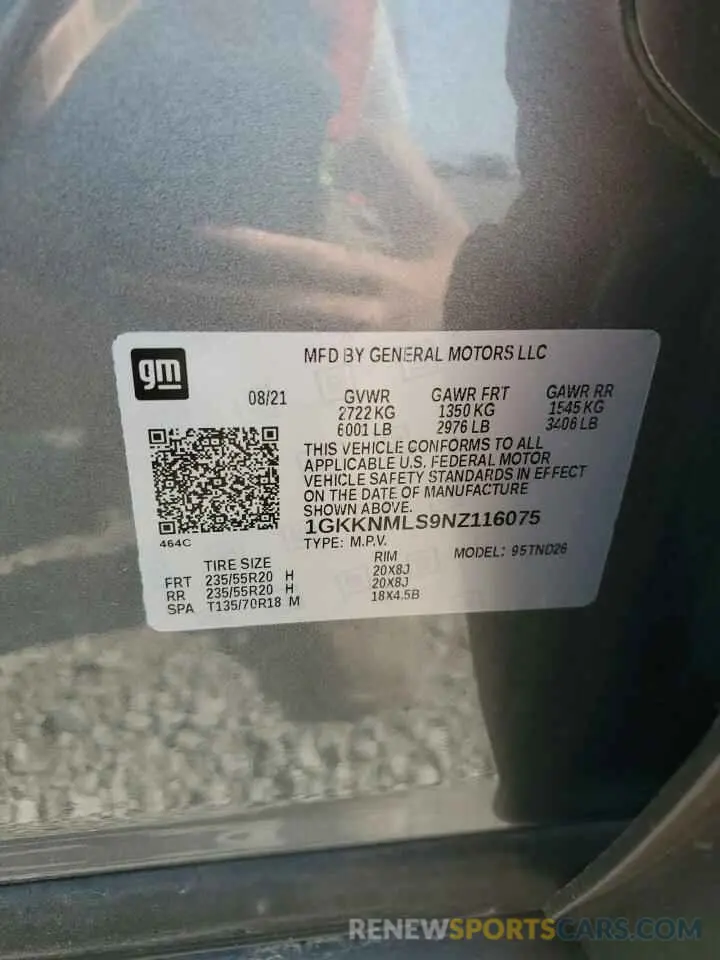 gm
MFD BY GENERAL MOTORS LLC
08/21 GVWR GAWR FRT GAWR RR
2722 KG 1350 KG 1545 KG
6001 LB 2976 LB 3406 LB
THIS VEHICLE CONFORMS TO ALL
APPLICABLE U.S. FEDERAL MOTOR
VEHICLE SAFETY STANDARDS IN EFFECT
ON THE DATE OF MANUFACTURE
SHOWN ABOVE.
1GKKNMLS9NZ116075
464C
TYPE: M.P.V. MODEL: 95TND26
TIRE SIZE RIM
FRT 235/55R20 H 20X8J
RR 235/55R20 H 20X8J
SPA T135/70R18 M 18X4.5B
RENEWSPORTSCARS.COM